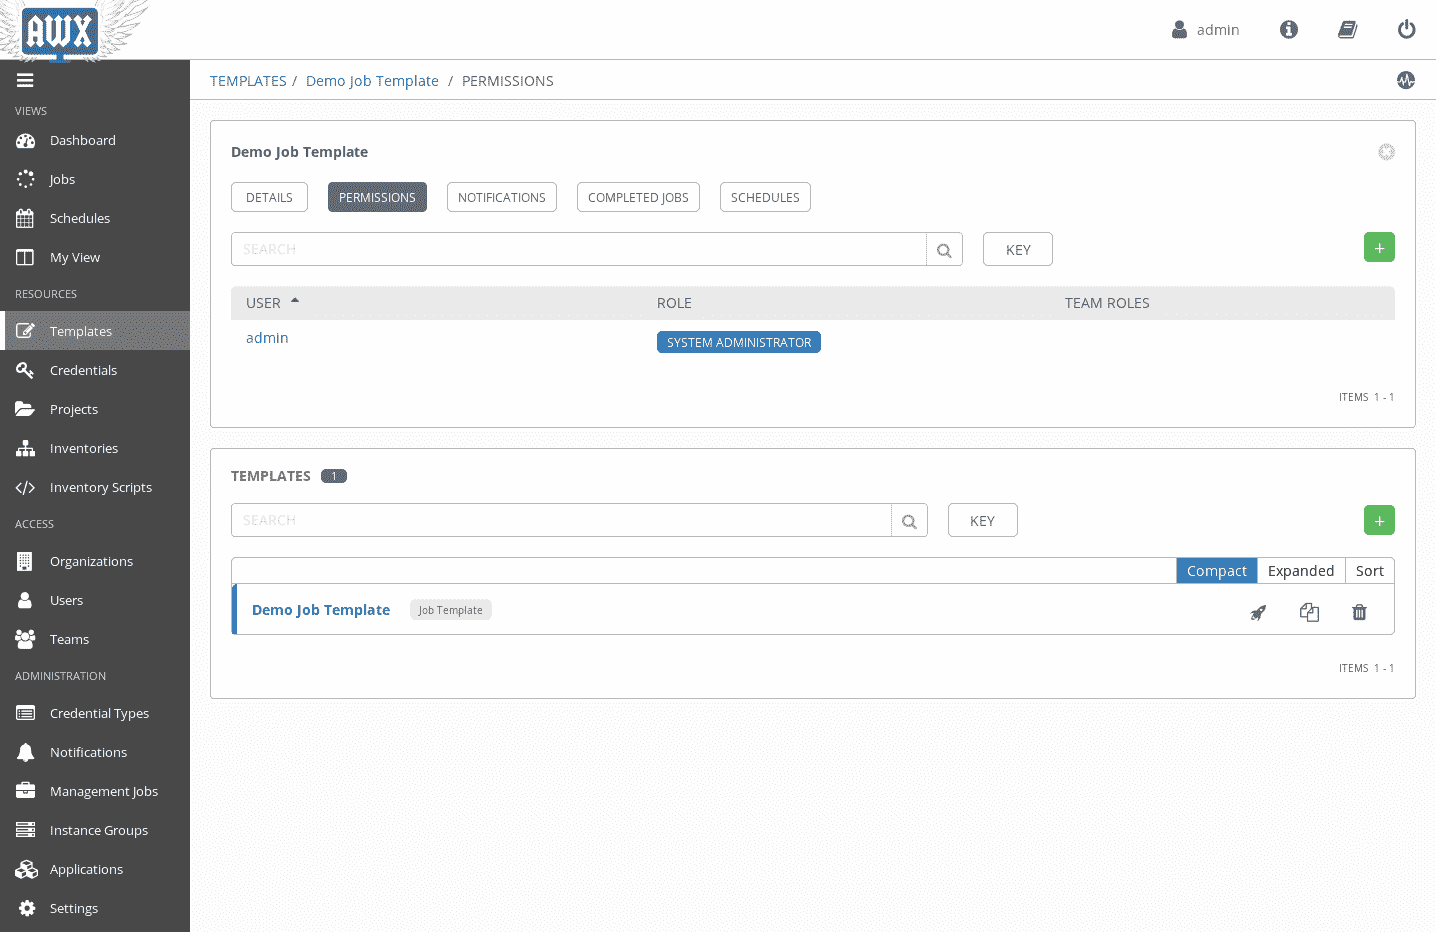 AWX
admin
TEMPLATES / Demo Job Template / PERMISSIONS
VIEWS
Dashboard
Jobs
Schedules
My View
RESOURCES
Templates
Credentials
Projects
Inventories
Inventory Scripts
ACCESS
Organizations
Users
Teams
ADMINISTRATION
Credential Types
Notifications
Management Jobs
Instance Groups
Applications
Settings
Demo Job Template
DETAILS PERMISSIONS NOTIFICATIONS COMPLETED JOBS SCHEDULES
SEARCH KEY +
USER ROLE TEAM ROLES
admin SYSTEM ADMINISTRATOR
ITEMS 1 - 1
TEMPLATES 1
SEARCH KEY +
Compact Expanded Sort
Demo Job Template Job Template
ITEMS 1 - 1